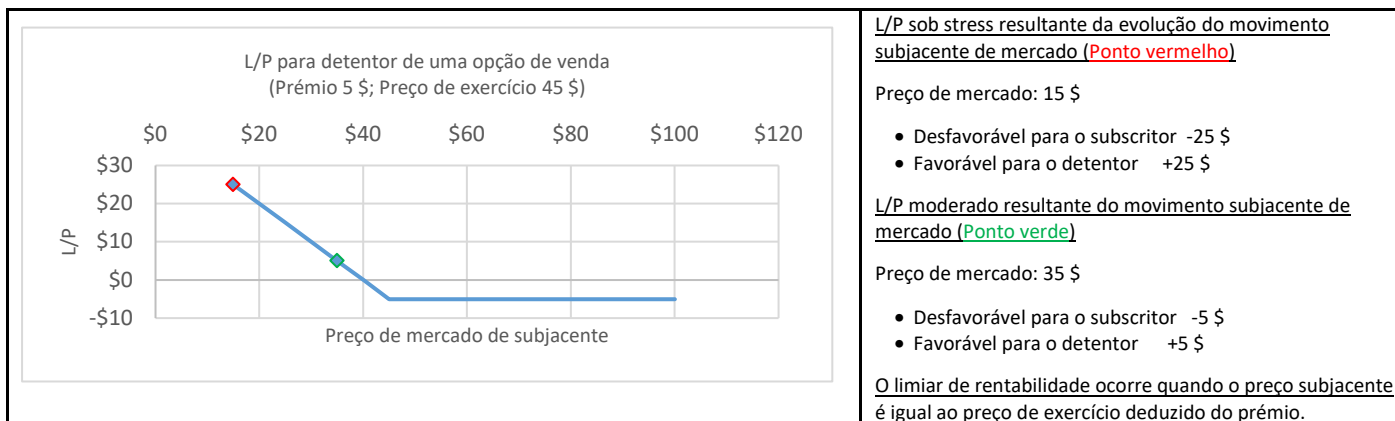 L/P para detentor de uma opção de venda
(Prémio 5 $; Preço de exercício 45 $)
$0 $20 $40 $60 $80 $100 $120
$30
$20
$10
$0
-$10
L/P
Preço de mercado de subjacente
L/P sob stress resultante da evolução do movimento
subjacente de mercado (Ponto vermelho)
Preço de mercado: 15 $
• Desfavorável para o subscritor -25 $
• Favorável para o detentor +25 $
L/P moderado resultante do movimento subjacente de
mercado (Ponto verde)
Preço de mercado: 35 $
• Desfavorável para o subscritor -5 $
• Favorável para o detentor +5 $
O limiar de rentabilidade ocorre quando o preço subjacente
é igual ao preço de exercício deduzido do prémio.